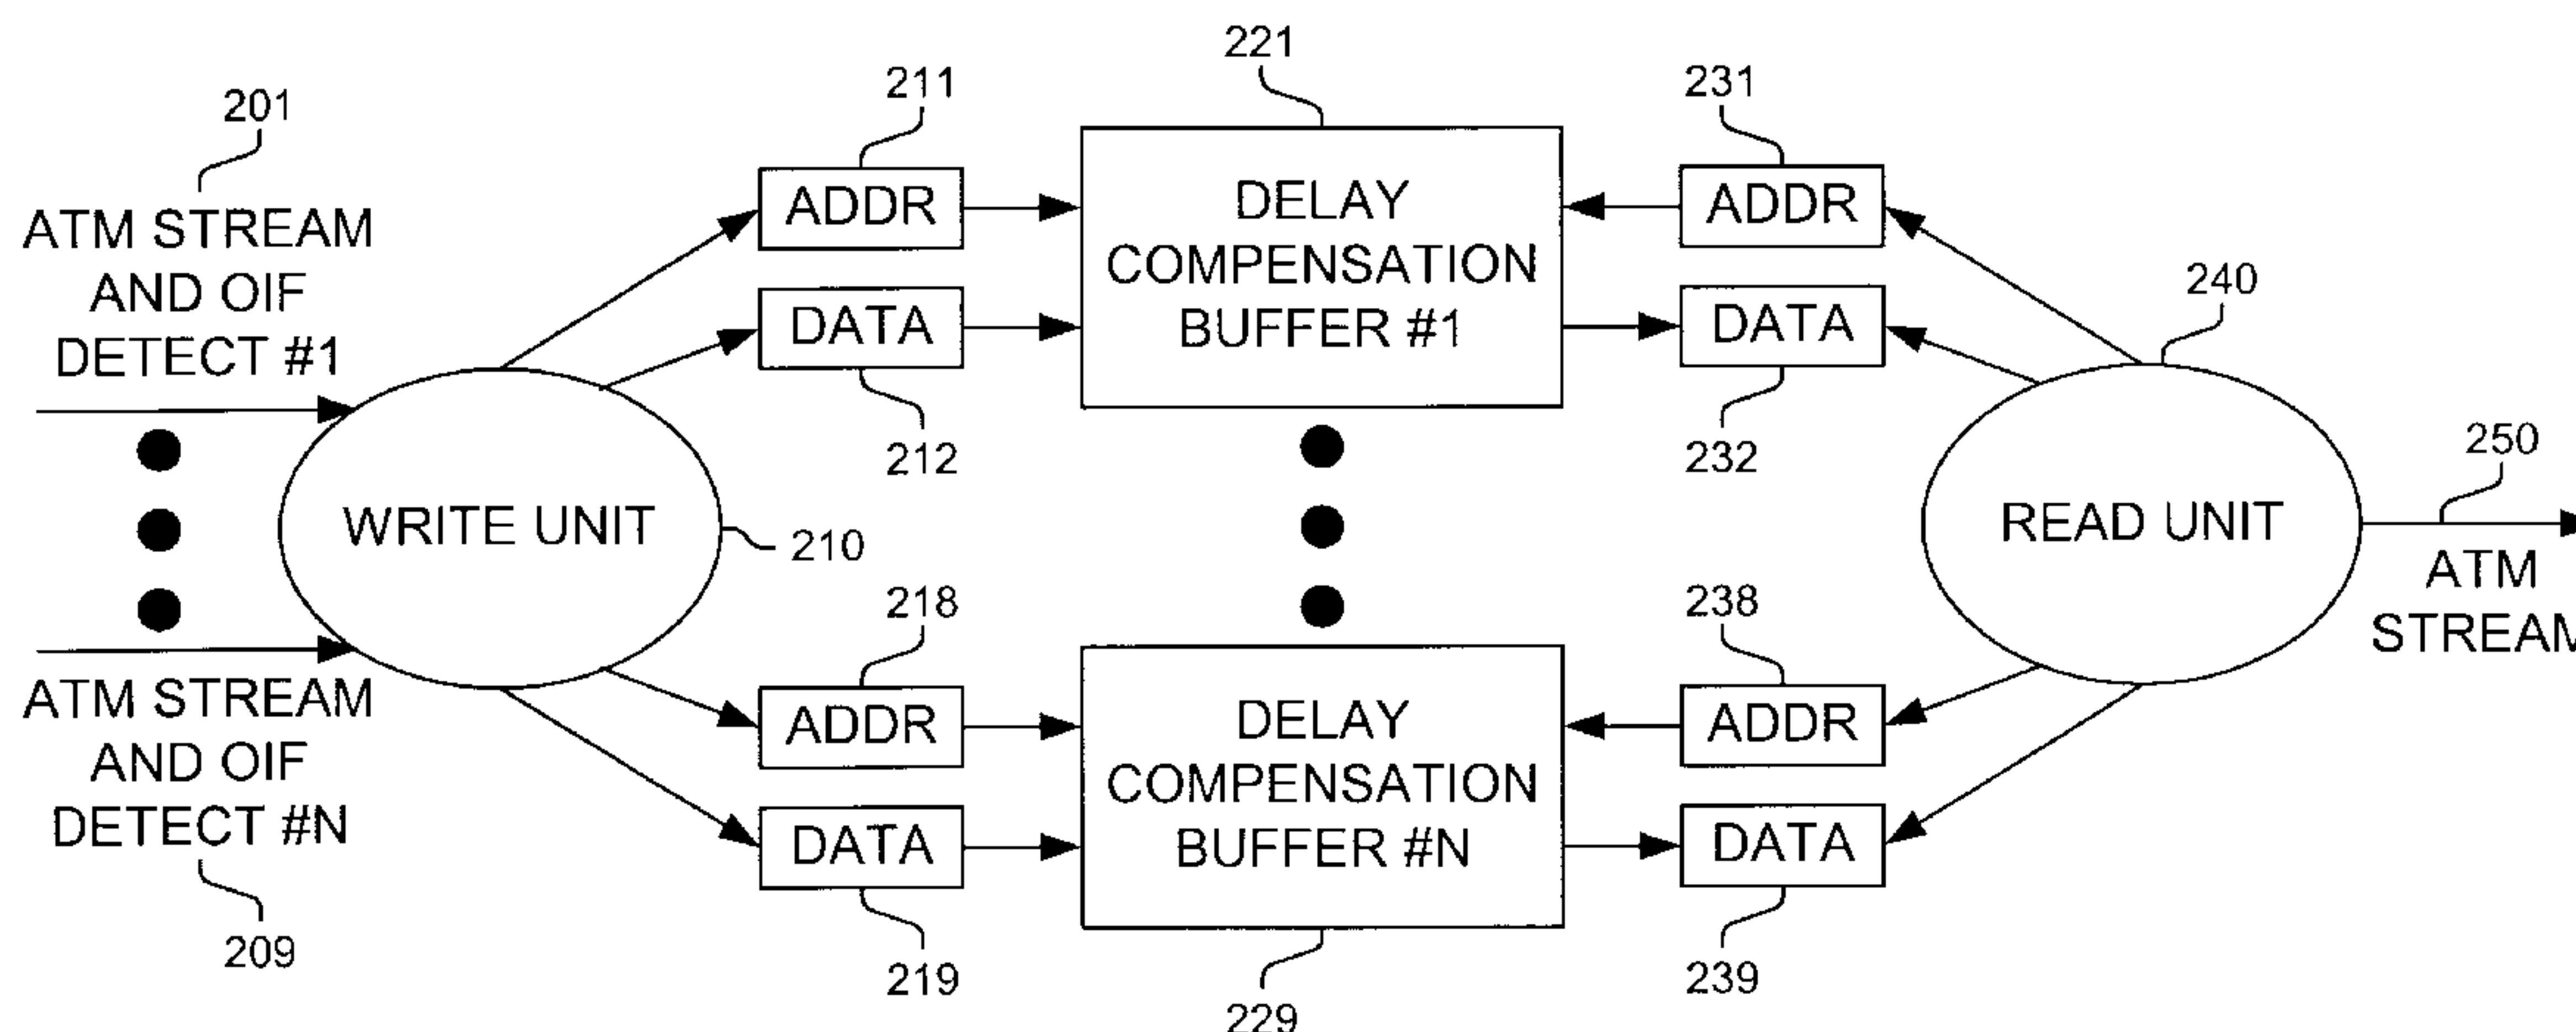 221
211
231
201
ATM STREAM
AND OIF
DETECT #1
ADDR
DATA
212
DELAY
COMPENSATION
BUFFER #1
ADDR
DATA
232
240
250
WRITE UNIT
210
READ UNIT
ATM
STREAM
218
238
ATM STREAM
AND OIF
DETECT #N
209
ADDR
DATA
219
DELAY
COMPENSATION
BUFFER #N
229
ADDR
DATA
239